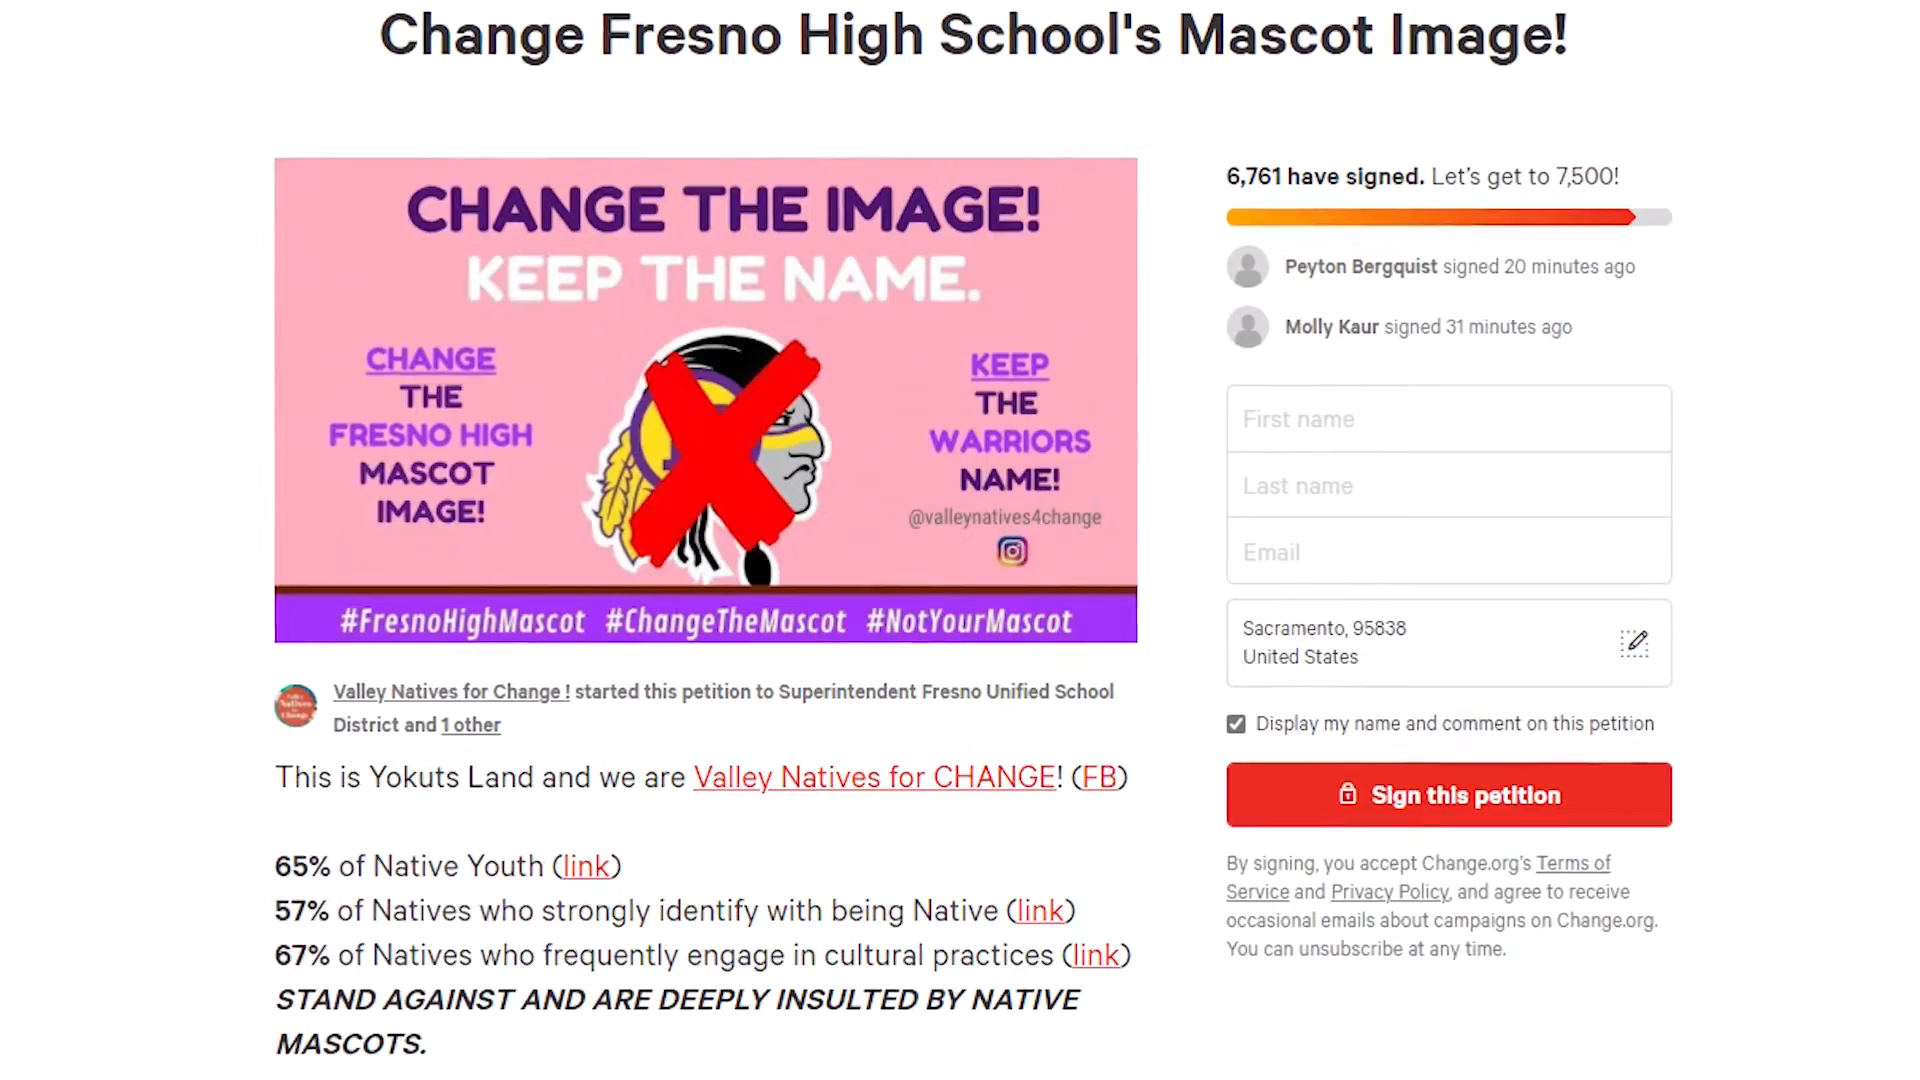 Change Fresno High School's Mascot Image!
CHANGE THE IMAGE!
KEEP THE NAME.
CHANGE
THE
FRESNO HIGH
MASCOT
IMAGE!
KEEP
THE
WARRIORS
NAME!
@valleynatives4change
#FresnoHighMascot #ChangeTheMascot #NotYourMascot
Valley Natives for Change ! started this petition to Superintendent Fresno Unified School
District and 1 other
This is Yokuts Land and we are Valley Natives for CHANGE! (FB)
65% of Native Youth (link)
57% of Natives who strongly identify with being Native (link)
67% of Natives who frequently engage in cultural practices (link)
STAND AGAINST AND ARE DEEPLY INSULTED BY NATIVE
MASCOTS.
6,761 have signed. Let's get to 7,500!
Peyton Bergquist signed 20 minutes ago
Molly Kaur signed 31 minutes ago
First name
Last name
Email
Sacramento, 95838
United States
Display my name and comment on this petition
Sign this petition
By signing, you accept Change.org's Terms of
Service and Privacy Policy, and agree to receive
occasional emails about campaigns on Change.org.
You can unsubscribe at any time.